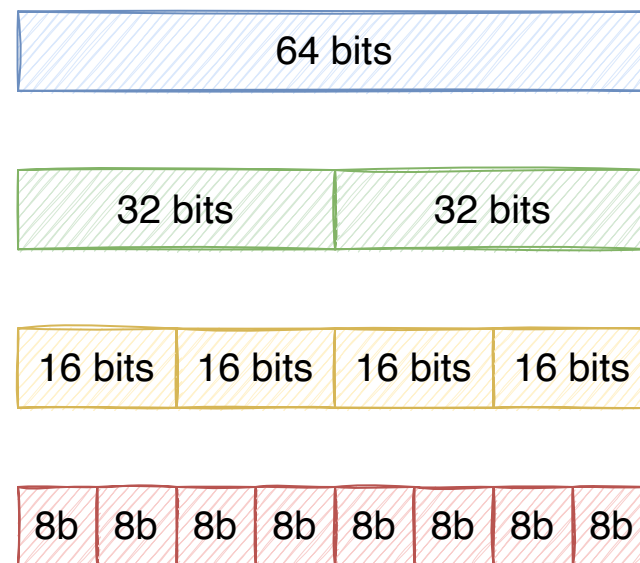 64 bits
32 bits 32 bits
16 bits 16 bits 16 bits 16 bits
8b 8b 8b 8b 8b 8b 8b 8b